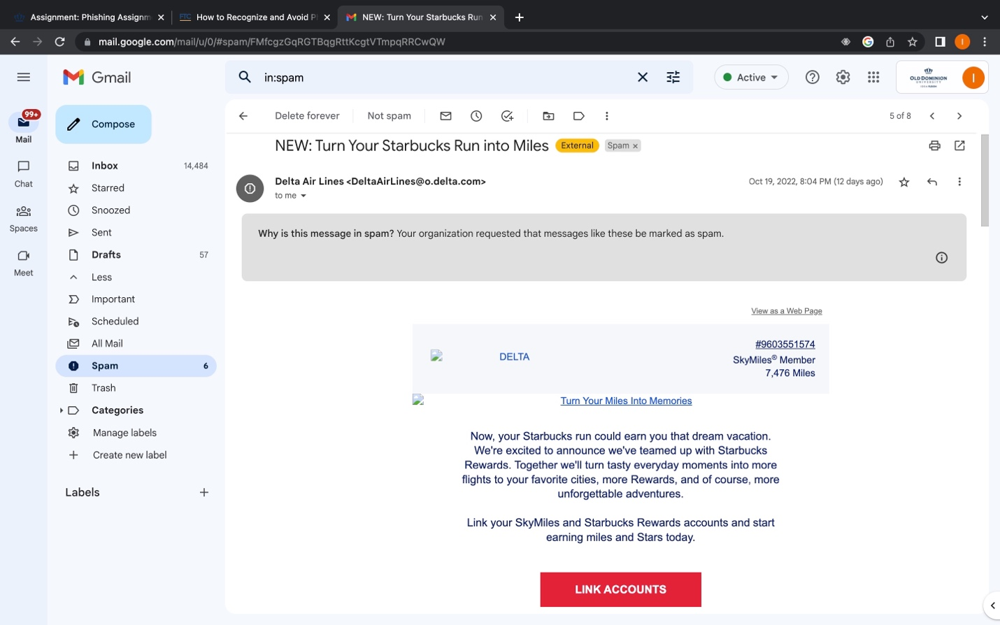 Assignment: Phishing Assignm
FTC How to Recognize and Avoid P
NEW: Turn Your Starbucks Run
mail.google.com/mail/u/0/#spam/FMfcgzGqRGTBqgRttKcgtVTmpqRRCwQW
I
Gmail
in:spam
Active
OLD DOMINION
UNIVERSITY
I
99+
Mail
Chat
Spaces
Meet
Compose
Inbox 14,484
Starred
Snoozed
Sent
Drafts 57
Less
Important
Scheduled
All Mail
Spam 6
Trash
Categories
Manage labels
Create new label
Labels
Delete forever Not spam 5 of 8
NEW: Turn Your Starbucks Run into Miles External Spam ×
Delta Air Lines <DeltaAirLines@o.delta.com> Oct 19, 2022, 8:04 PM (12 days ago)
to me
Why is this message in spam? Your organization requested that messages like these be marked as spam.
View as a Web Page
DELTA
#9603551574
SkyMiles® Member
7,476 Miles
Turn Your Miles Into Memories
Now, your Starbucks run could earn you that dream vacation.
We're excited to announce we've teamed up with Starbucks
Rewards. Together we'll turn tasty everyday moments into more
flights to your favorite cities, more Rewards, and of course, more
unforgettable adventures.
Link your SkyMiles and Starbucks Rewards accounts and start
earning miles and Stars today.
LINK ACCOUNTS